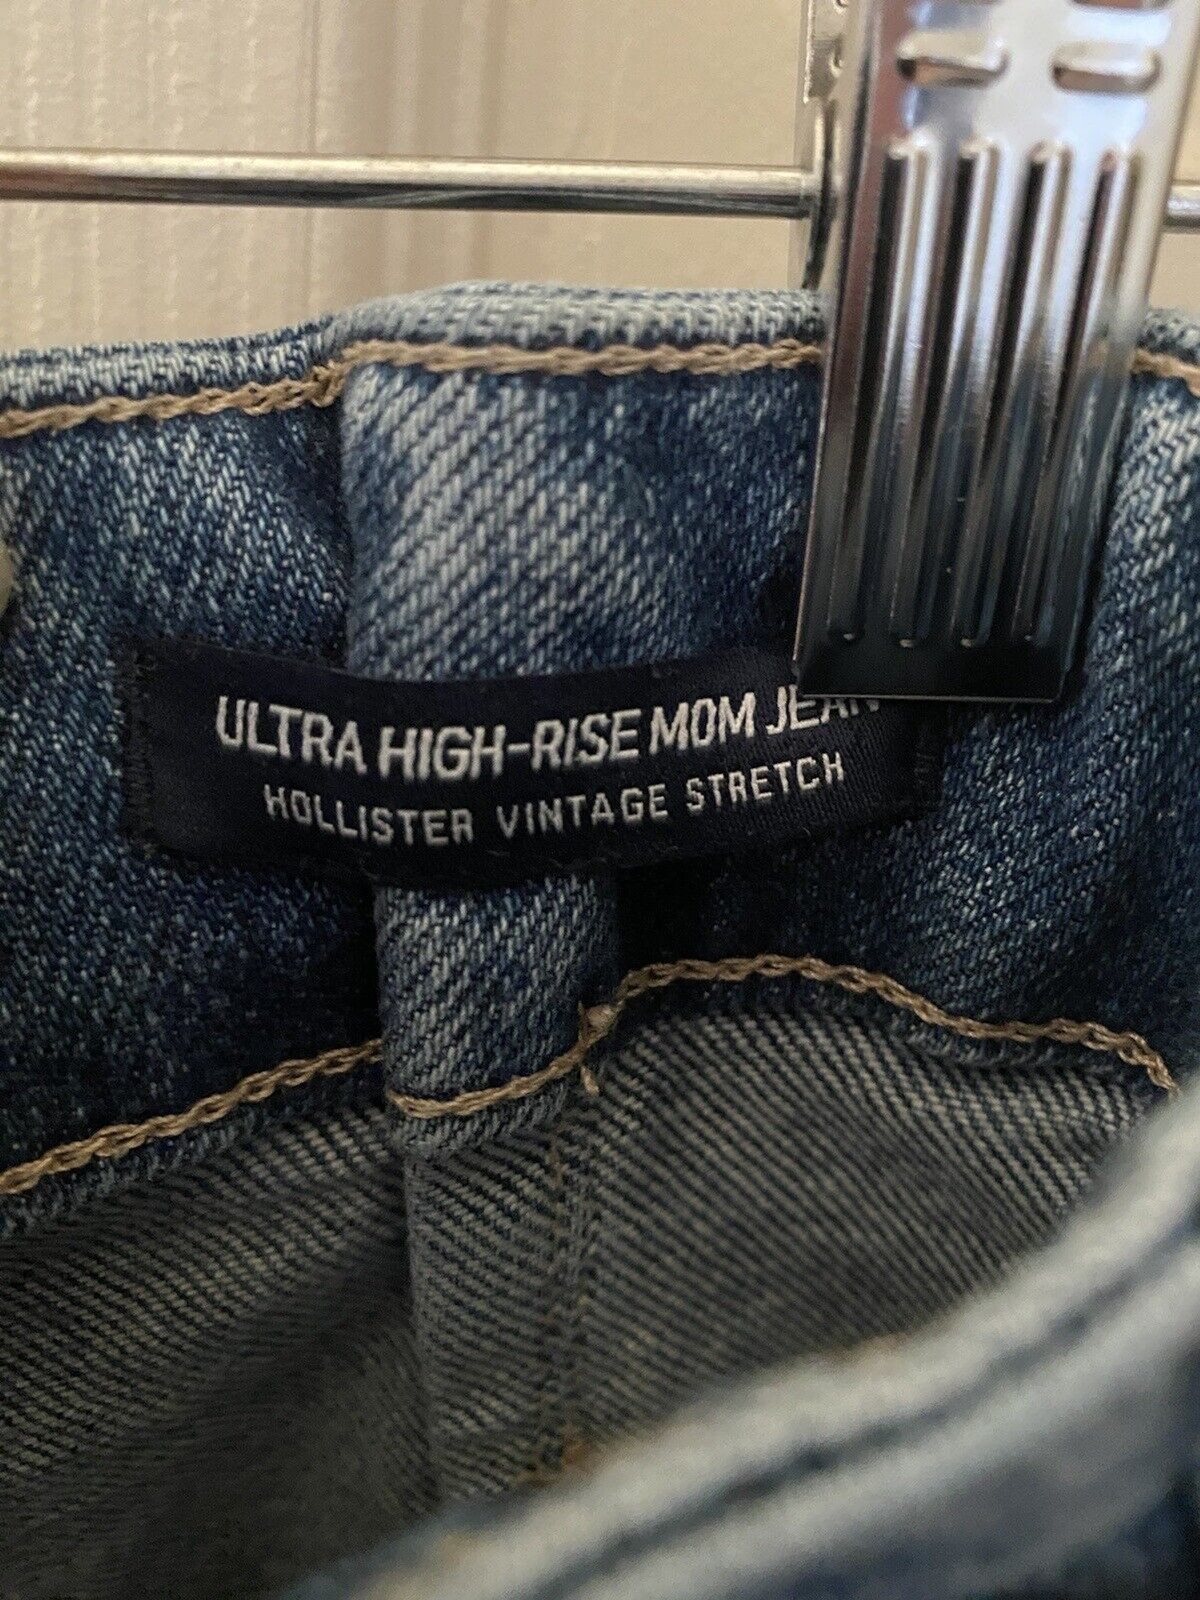 ULTRA HIGH-RISE MOM JEAN
HOLLISTER VINTAGE STRETCH